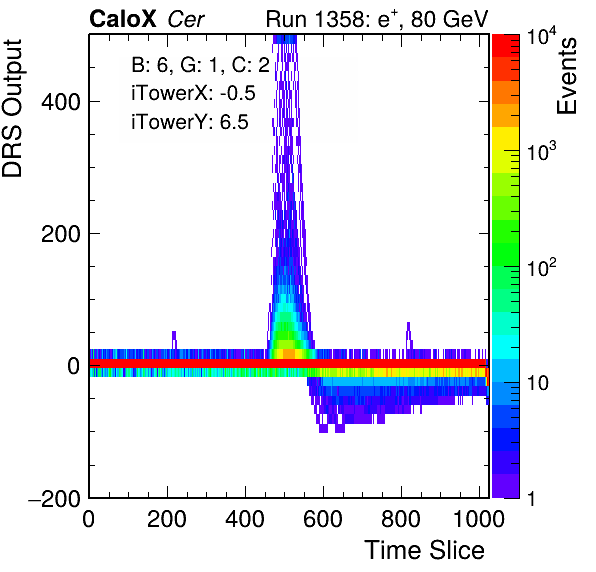 CaloX Cer Run 1358: e⁺, 80 GeV
B: 6, G: 1, C: 2
iTowerX: -0.5
iTowerY: 6.5
DRS Output
400
200
0
−200
0 200 400 600 800 1000
Time Slice
Events
10⁴
10³
10²
10
1